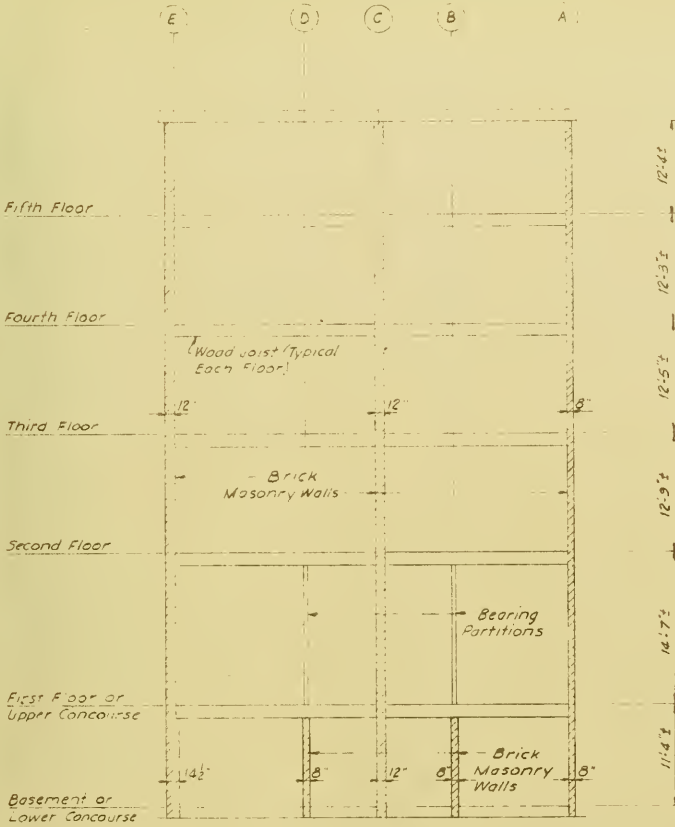 E D C B A
12'-4"±
Fifth Floor
12'-3"±
Fourth Floor
Wood Joist (Typical
Each Floor)
12'-5"±
12" 12" 8"
Third Floor
Brick
Masonry Walls
12'-9"±
Second Floor
Bearing
Partitions
14'-7"±
First Floor or
Upper Concourse
14½" 8" 12" 8" 8"
Brick
Masonry
Walls
11'-4"±
Basement or
Lower Concourse